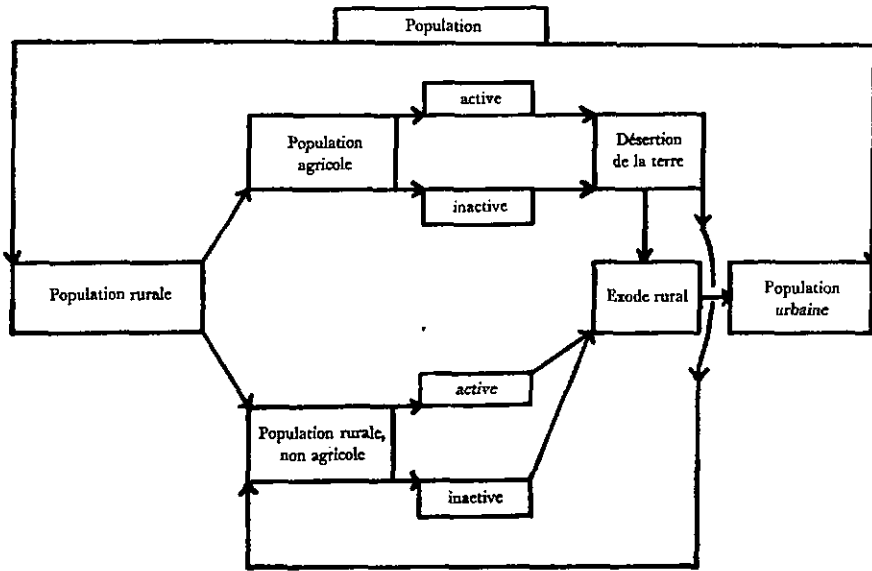 Population
active
Population
agricole
Désertion
de la terre
inactive
Population rurale
Exode rural
Population
urbaine
active
Population rurale,
non agricole
inactive